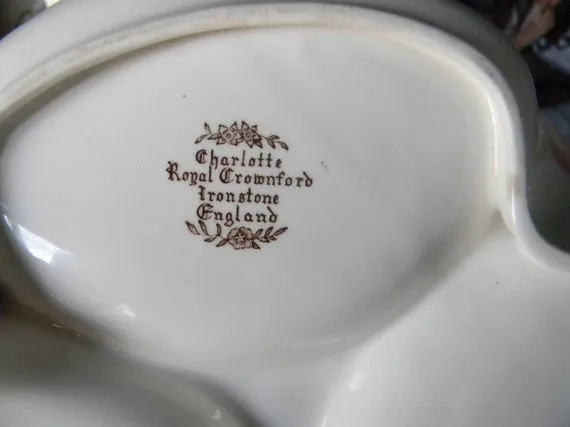 Charlotte
Royal Crownford
Ironstone
England